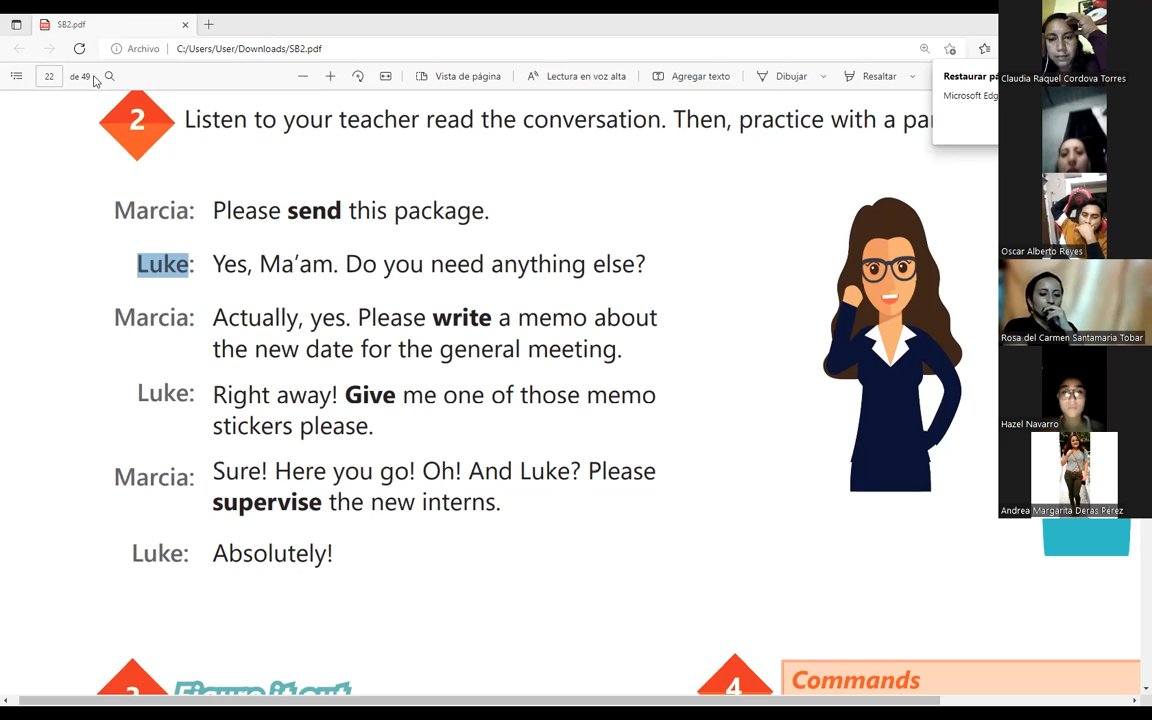 SB2.pdf
Archivo
C:/Users/User/Downloads/SB2.pdf
22
de 49
Vista de página
Lectura en voz alta
Agregar texto
Dibujar
Resaltar
Restaurar
Microsoft
2
Listen to your teacher read the conversation. Then, practice with a
Marcia: Please send this package.
Luke: Yes, Ma'am. Do you need anything else?
Marcia: Actually, yes. Please write a memo about
the new date for the general meeting.
Luke: Right away! Give me one of those memo
stickers please.
Marcia: Sure! Here you go! Oh! And Luke? Please
supervise the new interns.
Luke: Absolutely!
4
Commands
Claudia Raquel Cordova Torres
Oscar Alberto Reyes
Rosa del Carmen Santamaria Tobar
Hazel Navarro
Andrea Margarita Deras Perez